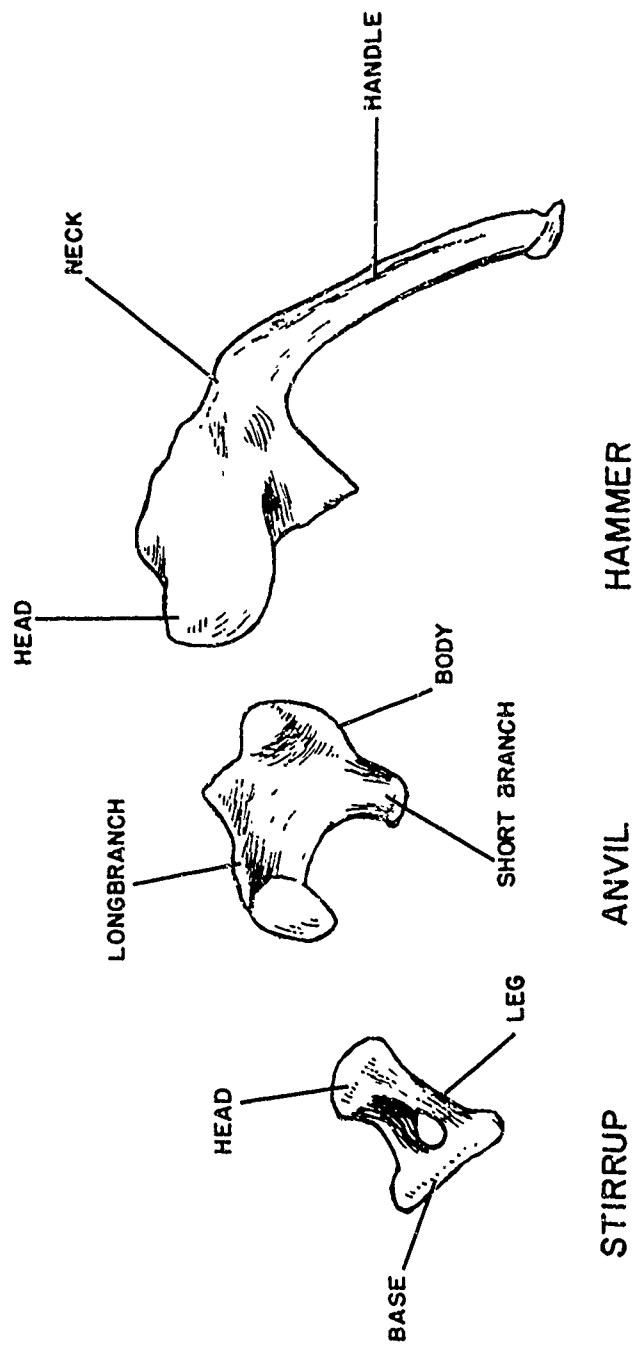 HEAD
BASE
LEG
STIRRUP
LONGBRANCH
BODY
SHORT BRANCH
ANVIL
HEAD
NECK
HANDLE
HAMMER